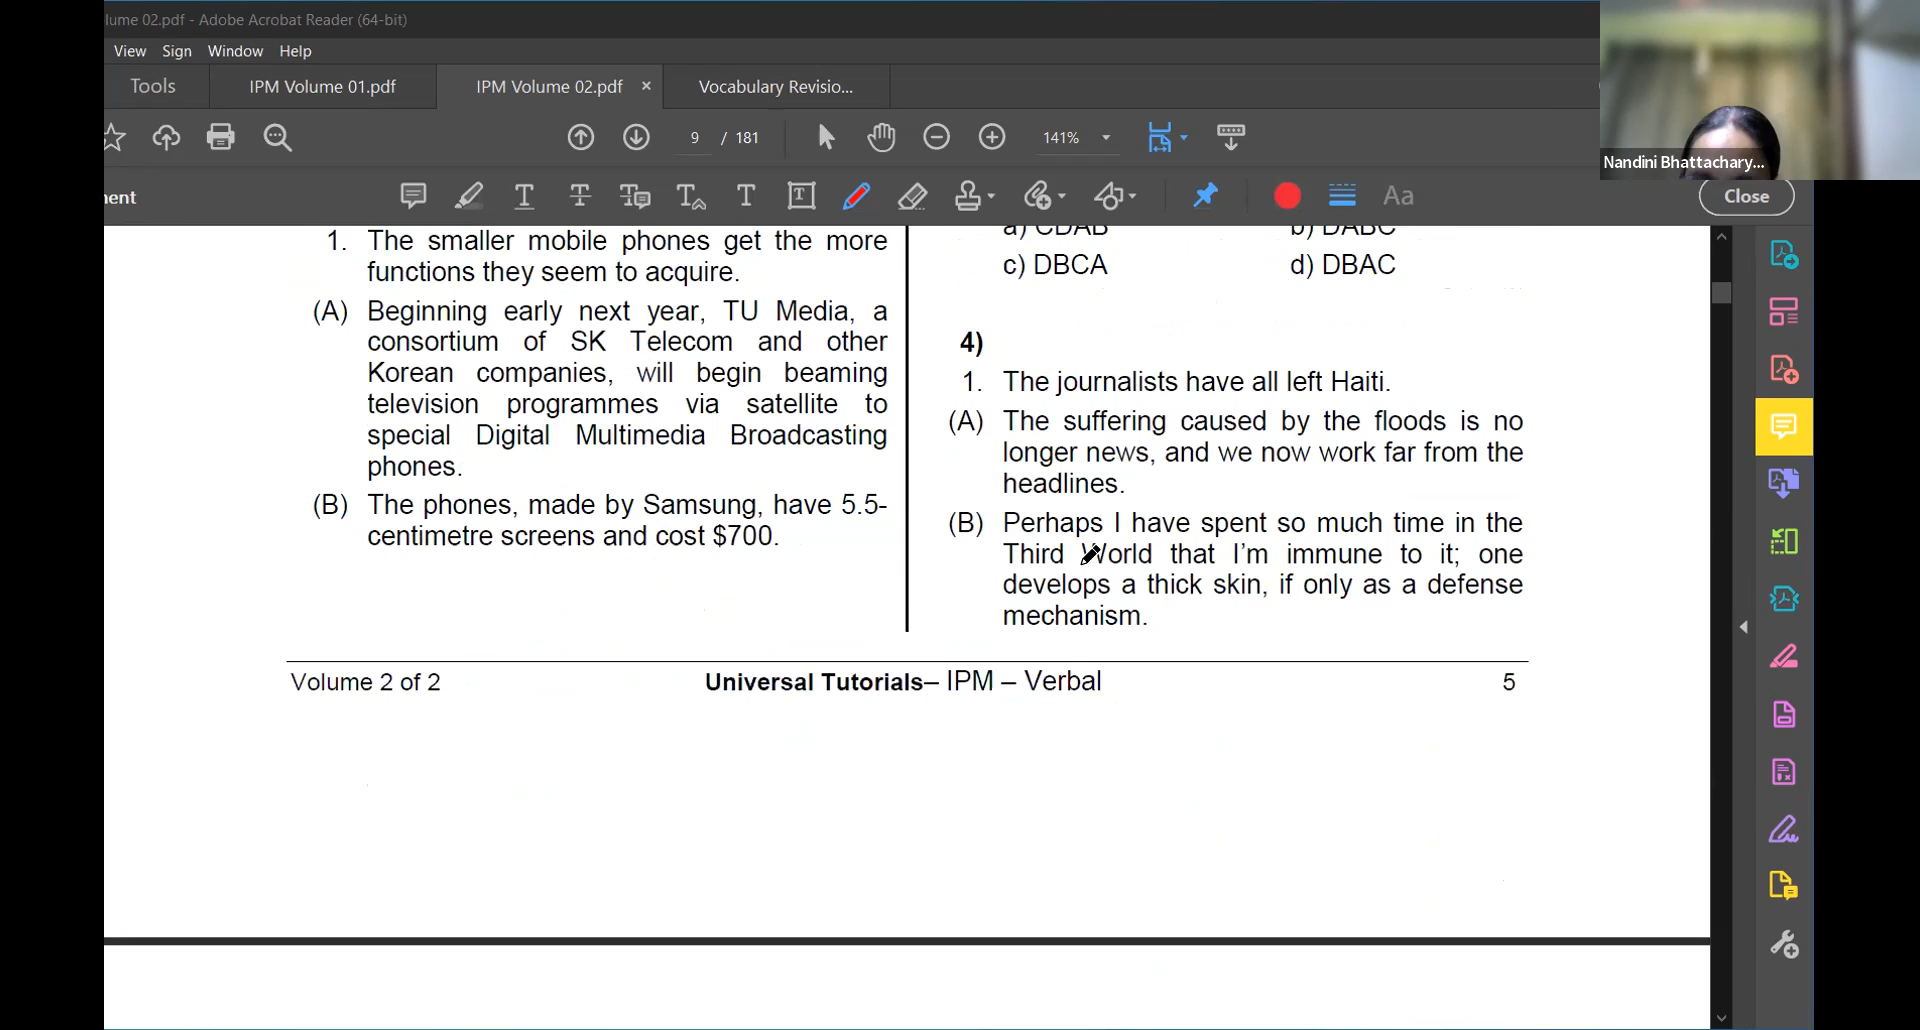 lume 02.pdf - Adobe Acrobat Reader (64-bit)
View Sign Window Help
Tools IPM Volume 01.pdf IPM Volume 02.pdf × Vocabulary Revisio...
9 / 181 141%
Nandini Bhattachary...
ent Aa Close
1. The smaller mobile phones get the more
functions they seem to acquire.
(A) Beginning early next year, TU Media, a
consortium of SK Telecom and other
Korean companies, will begin beaming
television programmes via satellite to
special Digital Multimedia Broadcasting
phones.
(B) The phones, made by Samsung, have 5.5-
centimetre screens and cost $700.
a) CDAB b) DABC
c) DBCA d) DBAC
4)
1. The journalists have all left Haiti.
(A) The suffering caused by the floods is no
longer news, and we now work far from the
headlines.
(B) Perhaps I have spent so much time in the
Third World that I'm immune to it; one
develops a thick skin, if only as a defense
mechanism.
Volume 2 of 2 Universal Tutorials– IPM – Verbal 5